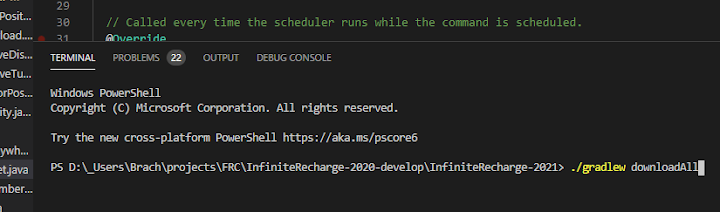 29
Posit...
30 // Called every time the scheduler runs while the command is scheduled.
load....
31 @Override
veDis...
TERMINAL PROBLEMS 22 OUTPUT DEBUG CONSOLE
veTu...
orPos...
Windows PowerShell
rity.ja...
Copyright (C) Microsoft Corporation. All rights reserved.
Try the new cross-platform PowerShell https://aka.ms/pscore6
nywh...
et.java
PS D:\_Users\Brach\projects\FRC\InfiniteRecharge-2020-develop\InfiniteRecharge-2021> ./gradlew downloadAll
mber...